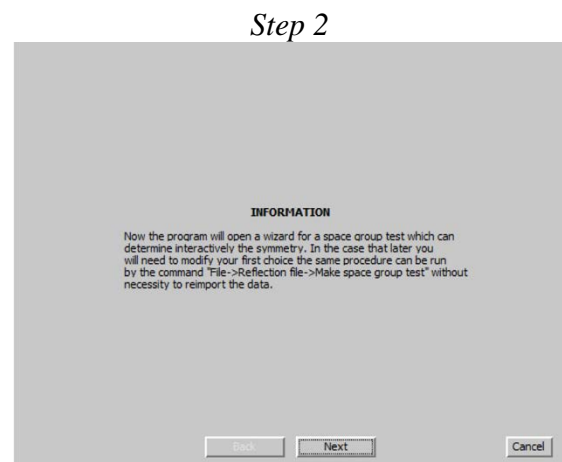 Step 2
INFORMATION
Now the program will open a wizard for a space group test which can
determine interactively the symmetry. In the case that later you
will need to modify your first choice the same procedure can be run
by the command "File->Reflection file->Make space group test" without
necessity to reimport the data.
Back
Next
Cancel